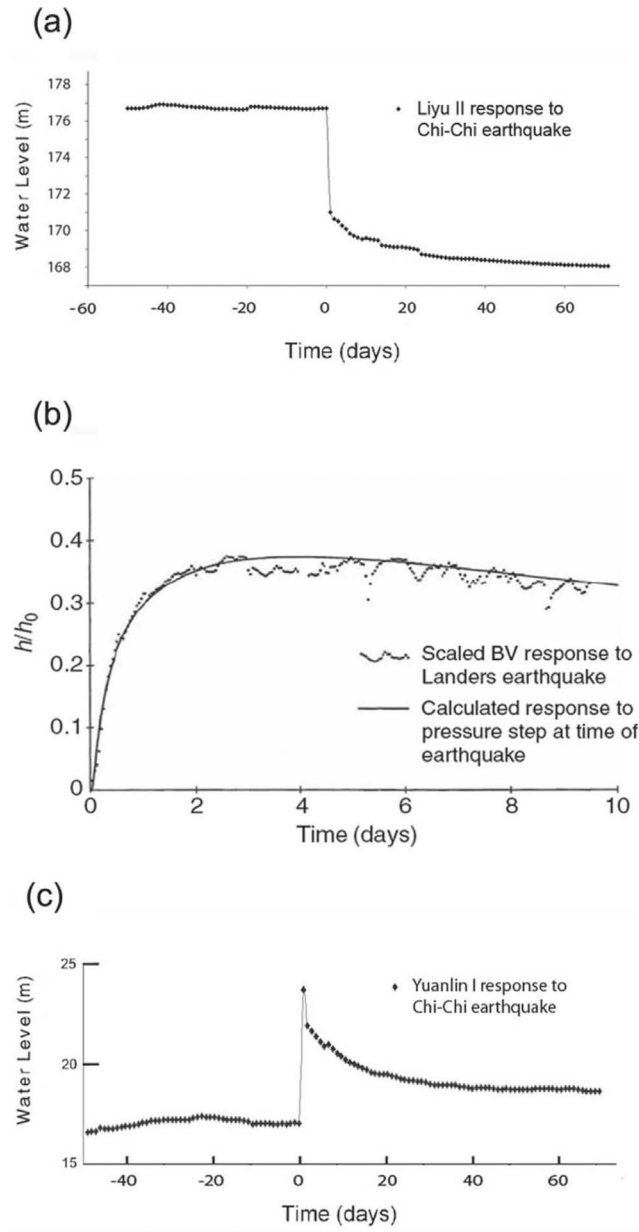 (a)
Water Level (m)
178
176
174
172
170
168
-60
-40
-20
0
20
40
60
Time (days)
Liyu II response to
Chi-Chi earthquake
(b)
h/h0
0.5
0.4
0.3
0.2
0.1
0
0
2
4
6
8
10
Time (days)
Scaled BV response to
Landers earthquake
Calculated response to
pressure step at time of
earthquake
(c)
Water Level (m)
25
20
15
-40
-20
0
20
40
60
Time (days)
Yuanlin I response to
Chi-Chi earthquake